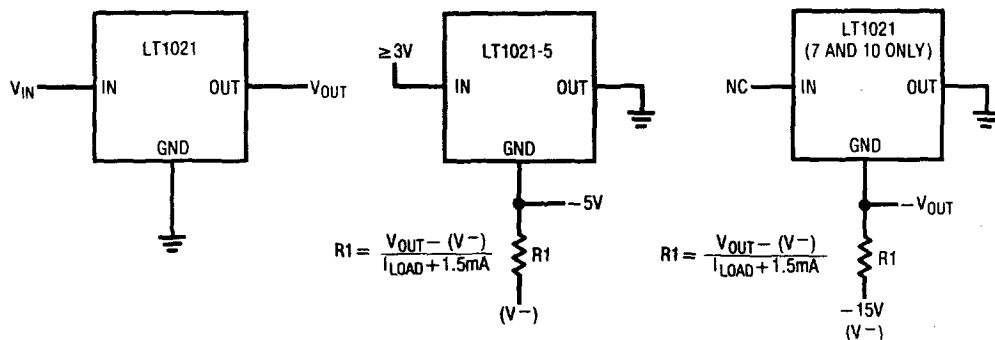 LT1021
V_IN
IN
OUT
V_OUT
GND
≥3V
LT1021-5
IN
OUT
GND
–5V
R1 = V_OUT – (V–) / I_LOAD + 1.5mA
R1
(V–)
LT1021
(7 AND 10 ONLY)
NC
IN
OUT
GND
–V_OUT
R1 = V_OUT – (V–) / I_LOAD + 1.5mA
R1
–15V
(V–)